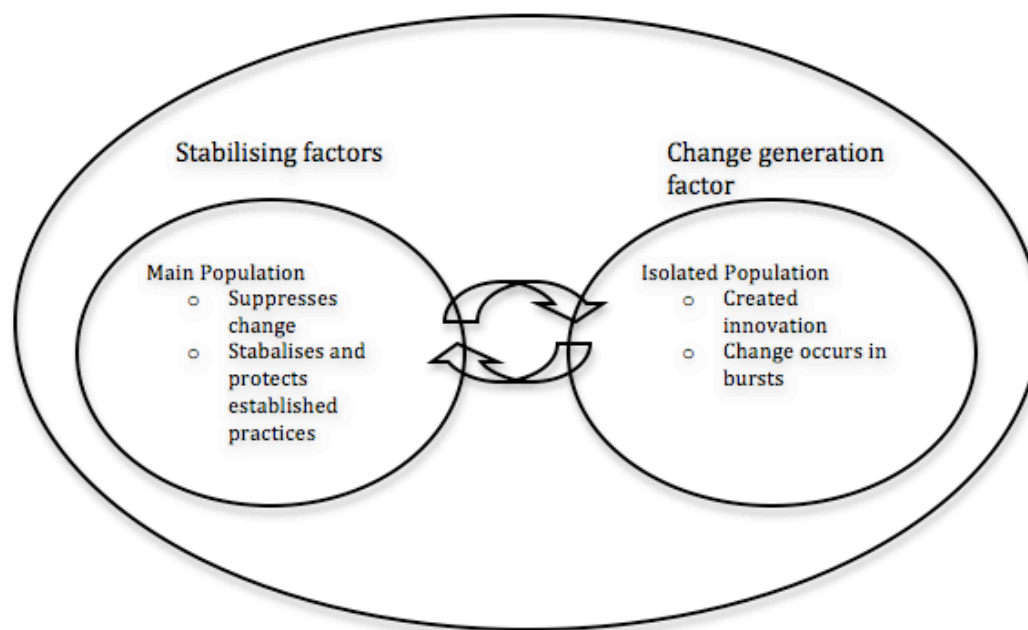 Stabilising factors
Change generation
factor
Main Population
o Suppresses
change
o Stabalises and
protects
established
practices
Isolated Population
o Created
innovation
o Change occurs in
bursts